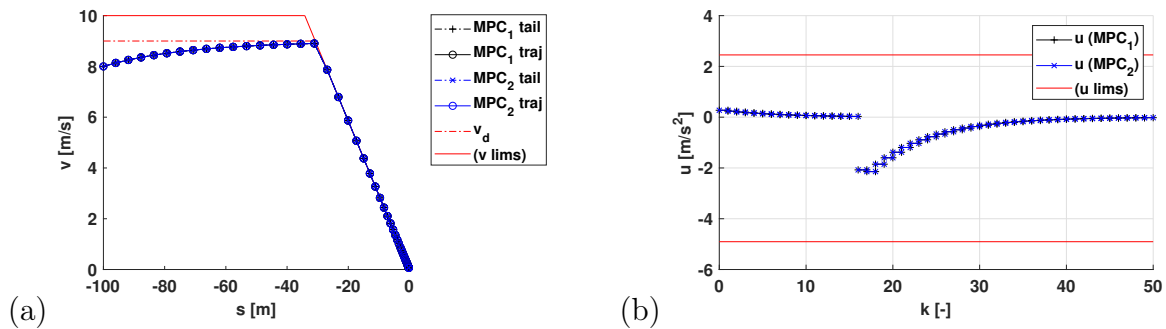 10
8
6
4
2
0
-100
-80
-60
-40
-20
0
v [m/s]
s [m]
MPC1 tail
MPC1 traj
MPC2 tail
MPC2 traj
vd
(v lims)
(a)
4
2
0
-2
-4
-6
0
10
20
30
40
50
u [m/s2]
k [-]
u (MPC1)
u (MPC2)
(u lims)
(b)